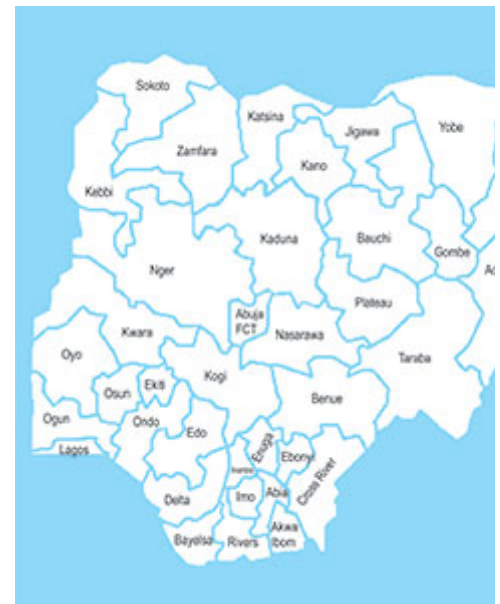 Sokoto
Katsina
Yobe
Jigawa
Zamfara
Kano
Kebbi
Kaduna
Bauchi
Gombe
Nger
Plateau
Abuja
FCT
Nasarawa
Kwara
Oyo
Taraba
Kogi
Ekiti
Osun
Benue
Ogun
Ondo
Edo
Lagos
Enuga
Ebonyi
Cross River
Delta
Imo
Abia
Akwa
Ibom
Bayelsa
Rivers